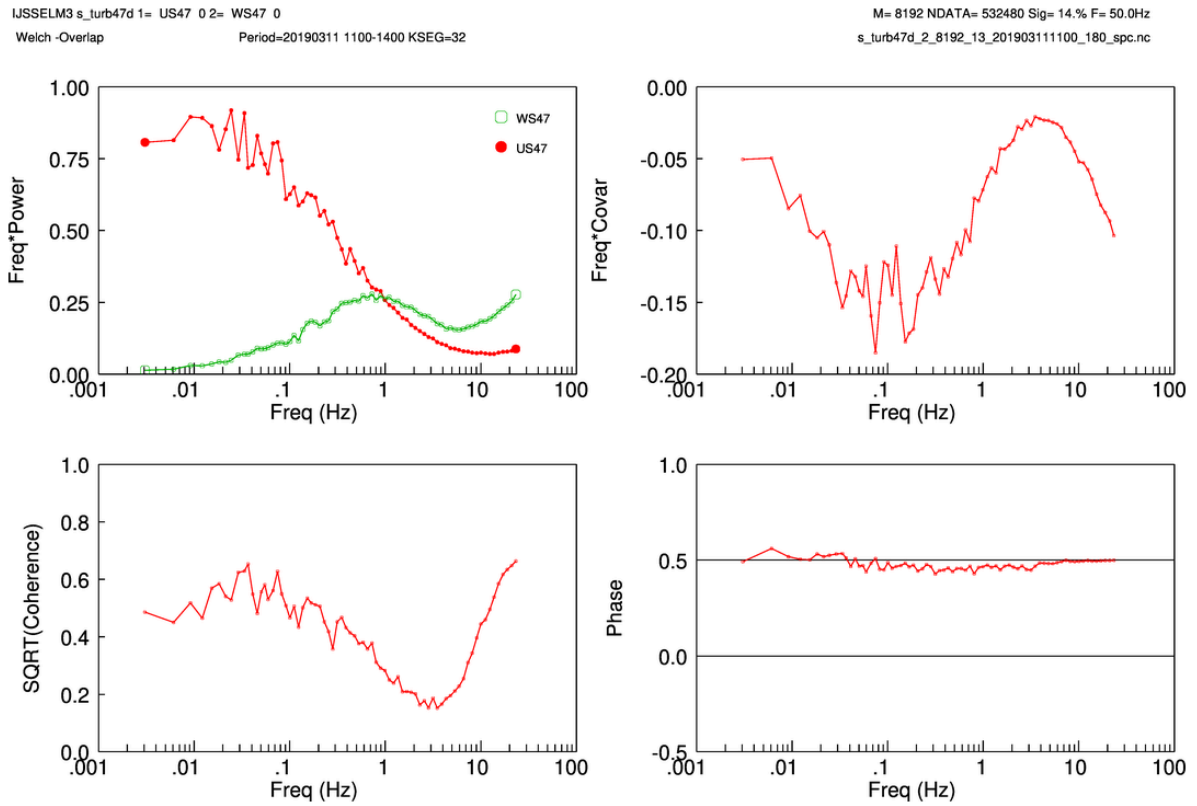 IJSSELM3 s_turb47d 1= US47 0 2= WS47 0
M= 8192 NDATA= 532480 Sig= 14.% F= 50.0Hz
Welch -Overlap
Period=20190311 1100-1400 KSEG=32
s_turb47d_2_8192_13_201903111100_180_spc.nc
1.00
0.75
0.50
0.25
0.00
Freq*Power
WS47
US47
.001 .01 .1 1 10 100
Freq (Hz)
0.00
-0.05
-0.10
-0.15
-0.20
Freq*Covar
.001 .01 .1 1 10 100
Freq (Hz)
1.0
0.8
0.6
0.4
0.2
0.0
SQRT(Coherence)
.001 .01 .1 1 10 100
Freq (Hz)
1.0
0.5
0.0
-0.5
Phase
.001 .01 .1 1 10 100
Freq (Hz)